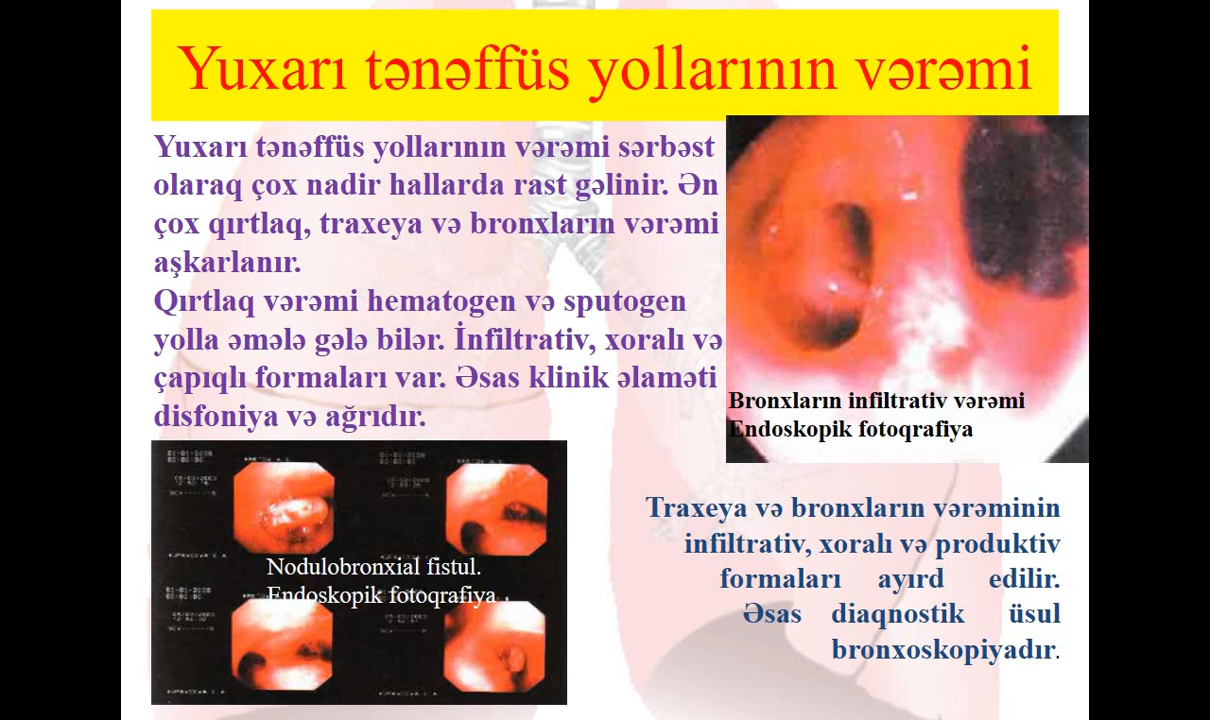 Yuxarı tənəffüs yollarının vərəmi
Yuxarı tənəffüs yollarının vərəmi sərbəst
olaraq çox nadir hallarda rast gəlinir. Ən
çox qırtlaq, traxeya və bronxların vərəmi
aşkarlanır.
Qırtlaq vərəmi hematogen və sputogen
yolla əmələ gələ bilər. İnfiltrativ, xoralı və
çapıqlı formaları var. Əsas klinik əlaməti
disfoniya və ağrıdır.
Bronxların infiltrativ vərəmi
Endoskopik fotoqrafiya
Nodulobronxial fistul.
Endoskopik fotoqrafiya.
Traxeya və bronxların vərəminin
infiltrativ, xoralı və produktiv
formaları ayırd edilir.
Əsas diaqnostik üsul
bronxoskopiyadır.